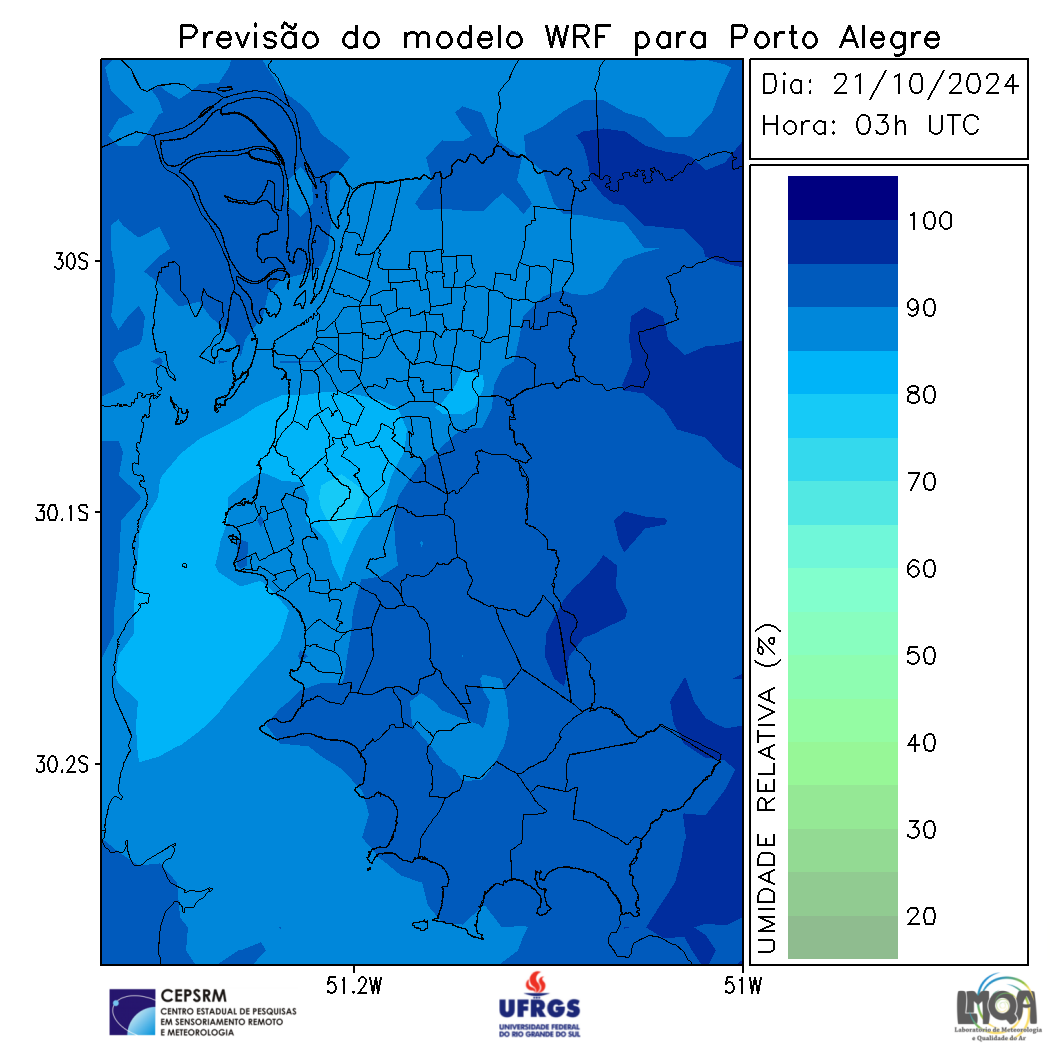 Previsão do modelo WRF para Porto Alegre
Dia: 21/10/2024
Hora: 03h UTC
100
90
80
70
60
50
40
30
20
UMIDADE RELATIVA (%)
30S
30.1S
30.2S
51.2W
51W
CEPSRM
CENTRO ESTADUAL DE PESQUISAS
EM SENSORIAMENTO REMOTO
E METEOROLOGIA
UFRGS
UNIVERSIDADE FEDERAL
DO RIO GRANDE DO SUL
LMQA
Laboratório de Meteorologia
e Qualidade do Ar